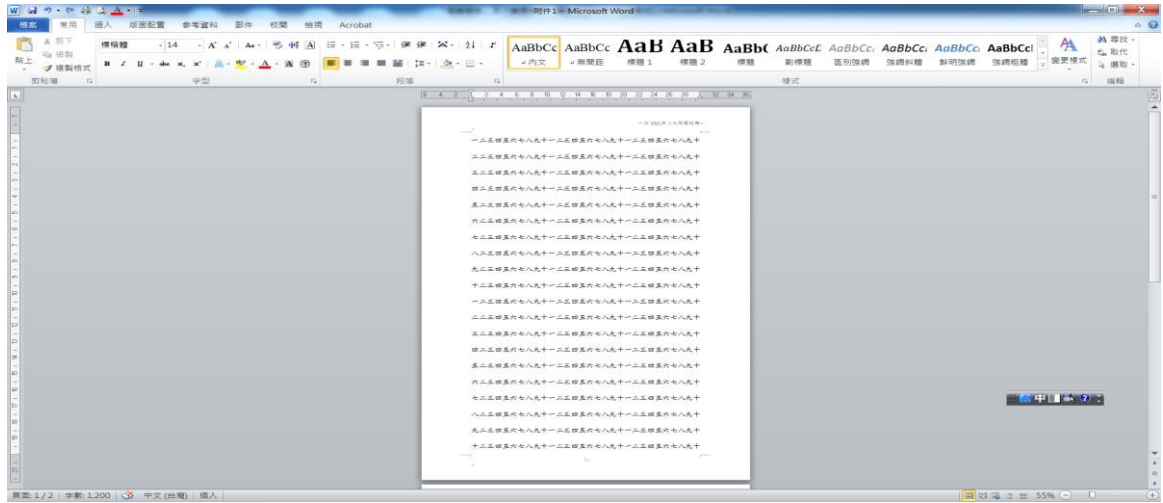 附件1 - Microsoft Word
檔案 常用 插入 版面配置 參考資料 郵件 校閱 檢視 Acrobat
剪下 標楷體 14 尋找
複製 取代
貼上 複製格式 變更樣式 選取
AaBbCc AaBbCc AaB AaB AaBb( AaBbCcD AaBbCc AaBbCc AaBbCc AaBbCcl
內文 無間距 標題 1 標題 2 標題 副標題 區別強調 強調斜體 鮮明強調 強調粗體
剪貼簿 字型 段落 樣式 編輯
一二三四五六七八九十一二三四五六七八九十一二三四五六七八九十
二二三四五六七八九十一二三四五六七八九十一二三四五六七八九十
三二三四五六七八九十一二三四五六七八九十一二三四五六七八九十
四二三四五六七八九十一二三四五六七八九十一二三四五六七八九十
五二三四五六七八九十一二三四五六七八九十一二三四五六七八九十
六二三四五六七八九十一二三四五六七八九十一二三四五六七八九十
七二三四五六七八九十一二三四五六七八九十一二三四五六七八九十
八二三四五六七八九十一二三四五六七八九十一二三四五六七八九十
九二三四五六七八九十一二三四五六七八九十一二三四五六七八九十
十二三四五六七八九十一二三四五六七八九十一二三四五六七八九十
一二三四五六七八九十一二三四五六七八九十一二三四五六七八九十
二二三四五六七八九十一二三四五六七八九十一二三四五六七八九十
三二三四五六七八九十一二三四五六七八九十一二三四五六七八九十
四二三四五六七八九十一二三四五六七八九十一二三四五六七八九十
五二三四五六七八九十一二三四五六七八九十一二三四五六七八九十
六二三四五六七八九十一二三四五六七八九十一二三四五六七八九十
七二三四五六七八九十一二三四五六七八九十一二三四五六七八九十
八二三四五六七八九十一二三四五六七八九十一二三四五六七八九十
九二三四五六七八九十一二三四五六七八九十一二三四五六七八九十
十二三四五六七八九十一二三四五六七八九十一二三四五六七八九十
中
頁面: 1 / 2 字數: 1,200 中文 (台灣) 插入 55%